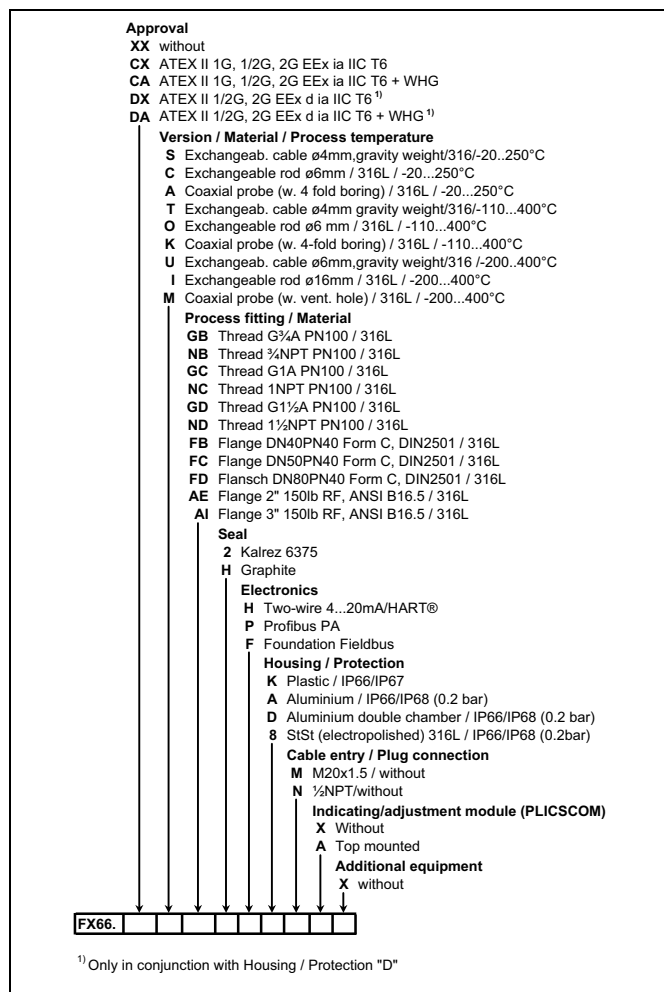 Approval
XX without
CX ATEX II 1G, 1/2G, 2G EEx ia IIC T6
CA ATEX II 1G, 1/2G, 2G EEx ia IIC T6 + WHG
DX ATEX II 1/2G, 2G EEx d ia IIC T6 1)
DA ATEX II 1/2G, 2G EEx d ia IIC T6 + WHG 1)
Version / Material / Process temperature
S Exchangeab. cable ø4mm,gravity weight/316/-20..250°C
C Exchangeable rod ø6mm / 316L / -20...250°C
A Coaxial probe (w. 4 fold boring) / 316L / -20...250°C
T Exchangeab. cable ø4mm gravity weight/316/-110...400°C
O Exchangeable rod ø6 mm / 316L / -110...400°C
K Coaxial probe (w. 4-fold boring) / 316L / -110...400°C
U Exchangeab. cable ø6mm,gravity weight/316 /-200..400°C
I Exchangeable rod ø16mm / 316L / -200...400°C
M Coaxial probe (w. vent. hole) / 316L / -200...400°C
Process fitting / Material
GB Thread G¾A PN100 / 316L
NB Thread ¾NPT PN100 / 316L
GC Thread G1A PN100 / 316L
NC Thread 1NPT PN100 / 316L
GD Thread G1½A PN100 / 316L
ND Thread 1½NPT PN100 / 316L
FB Flange DN40PN40 Form C, DIN2501 / 316L
FC Flange DN50PN40 Form C, DIN2501 / 316L
FD Flansch DN80PN40 Form C, DIN2501 / 316L
AE Flange 2" 150lb RF, ANSI B16.5 / 316L
AI Flange 3" 150lb RF, ANSI B16.5 / 316L
Seal
2 Kalrez 6375
H Graphite
Electronics
H Two-wire 4...20mA/HART®
P Profibus PA
F Foundation Fieldbus
Housing / Protection
K Plastic / IP66/IP67
A Aluminium / IP66/IP68 (0.2 bar)
D Aluminium double chamber / IP66/IP68 (0.2 bar)
8 StSt (electropolished) 316L / IP66/IP68 (0.2bar)
Cable entry / Plug connection
M M20x1.5 / without
N ½NPT/without
Indicating/adjustment module (PLICSCOM)
X Without
A Top mounted
Additional equipment
X without
FX66.
1) Only in conjunction with Housing / Protection "D"